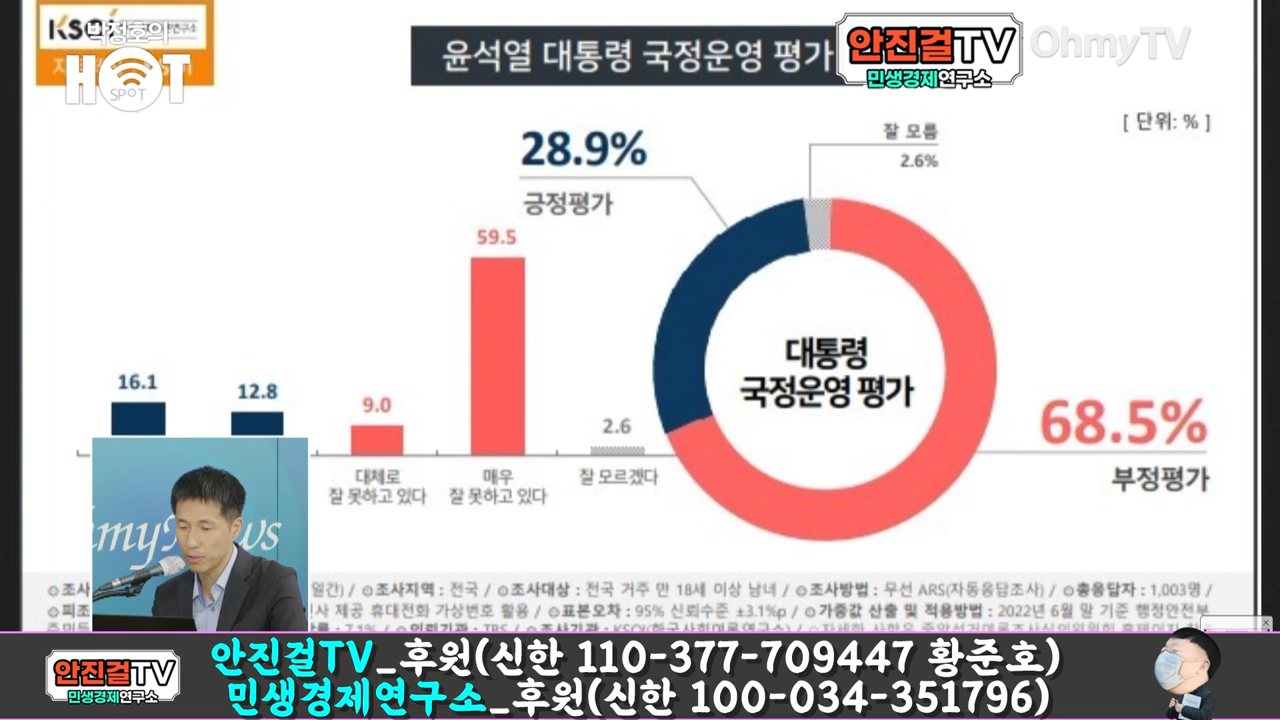 KSOI
박정호의
HOT
SPOT
윤석열 대통령 국정운영 평가
안진걸TV
민생경제연구소
OhmyTV
[ 단위: % ]
28.9%
긍정평가
잘 모름
2.6%
59.5
16.1
12.8
9.0
2.6
대통령
국정운영 평가
68.5%
부정평가
대체로
잘 못하고 있다
매우
잘 못하고 있다
잘 모르겠다
⊙조사 일간) / ⊙조사지역 : 전국 / ⊙조사대상 : 전국 거주 만 18세 이상 남녀 / ⊙조사방법 : 무선 ARS(자동응답조사) / ⊙총응답자 : 1,003명 /
⊙피조 사 제공 휴대전화 가상번호 활용 / ⊙표본오차 : 95% 신뢰수준 ±3.1%p / ⊙가중값 산출 및 적용방법 : 2022년 6월 말 기준 행정안전부
안진걸TV
민생경제연구소
안진걸TV_후원(신한 110-377-709447 황준호)
민생경제연구소_후원(신한 100-034-351796)